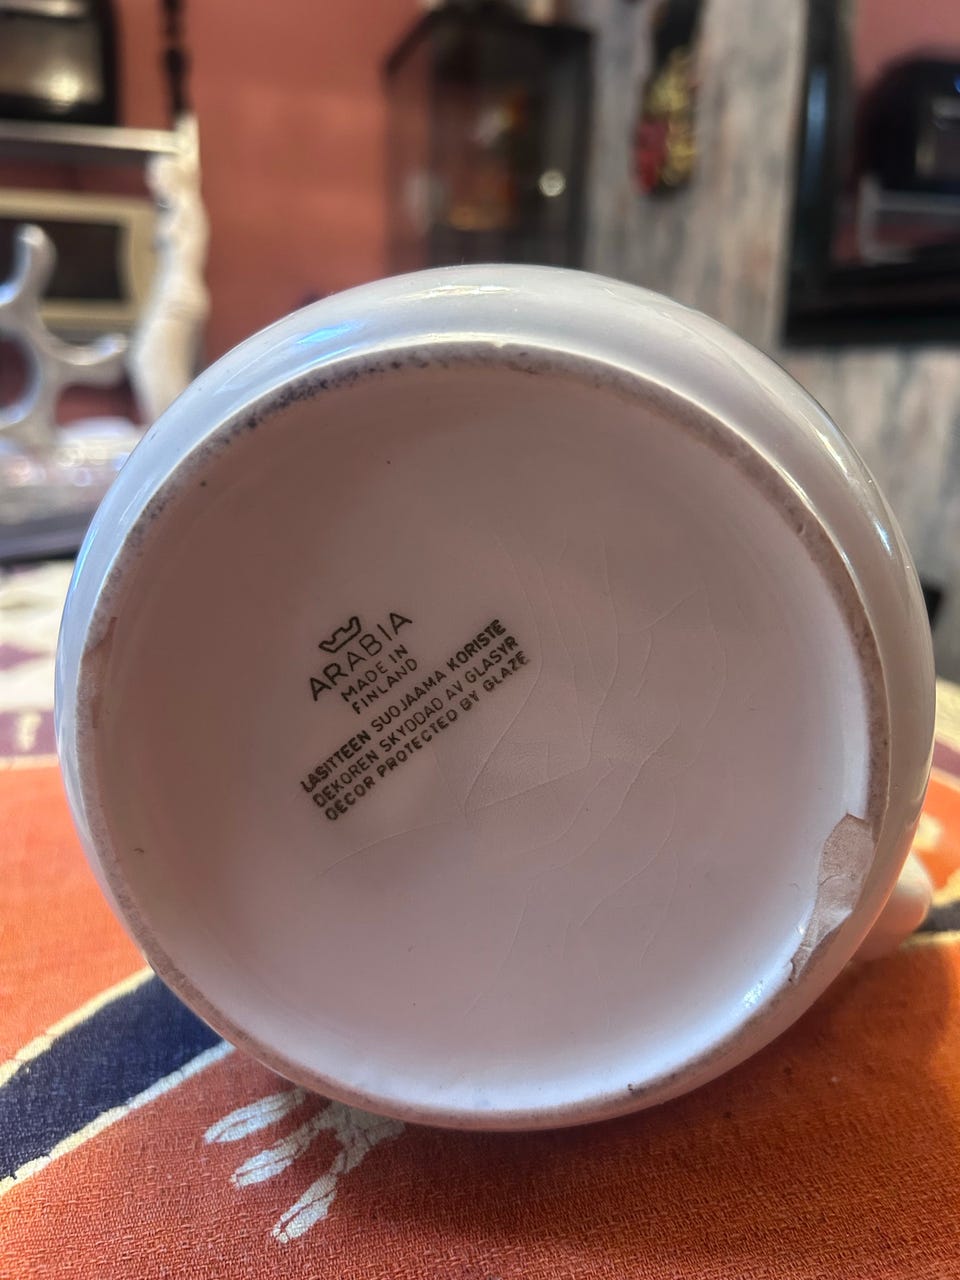 ARABIA
MADE IN
FINLAND
LASITTEEN SUOJAAMA KORISTE
DEKOREN SKYDDAD AV GLASYR
DECOR PROTECTED BY GLAZE